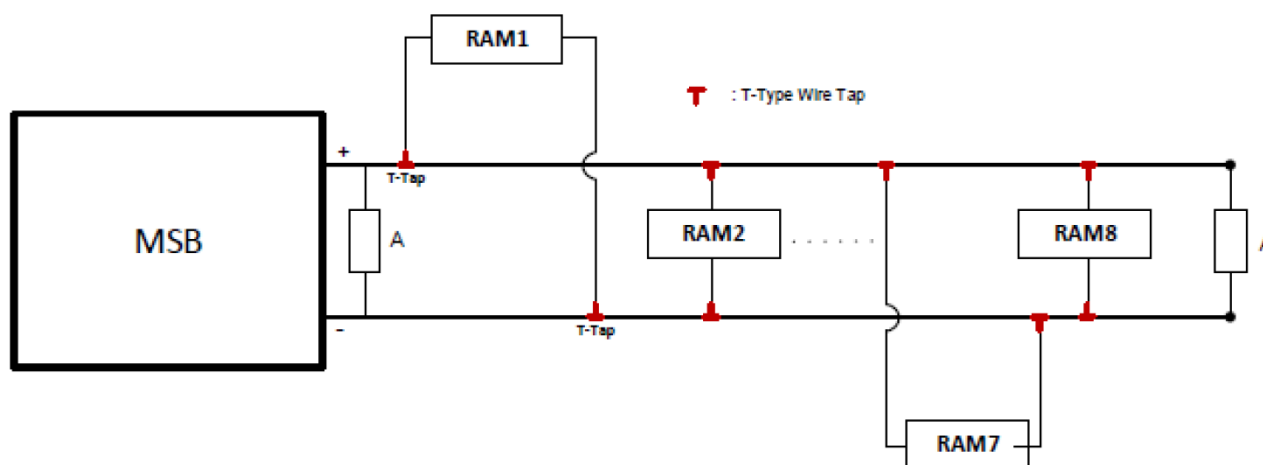 RAM1
: T-Type Wire Tap
+
T-Tap
MSB
A
RAM2
......
RAM8
A
-
T-Tap
RAM7